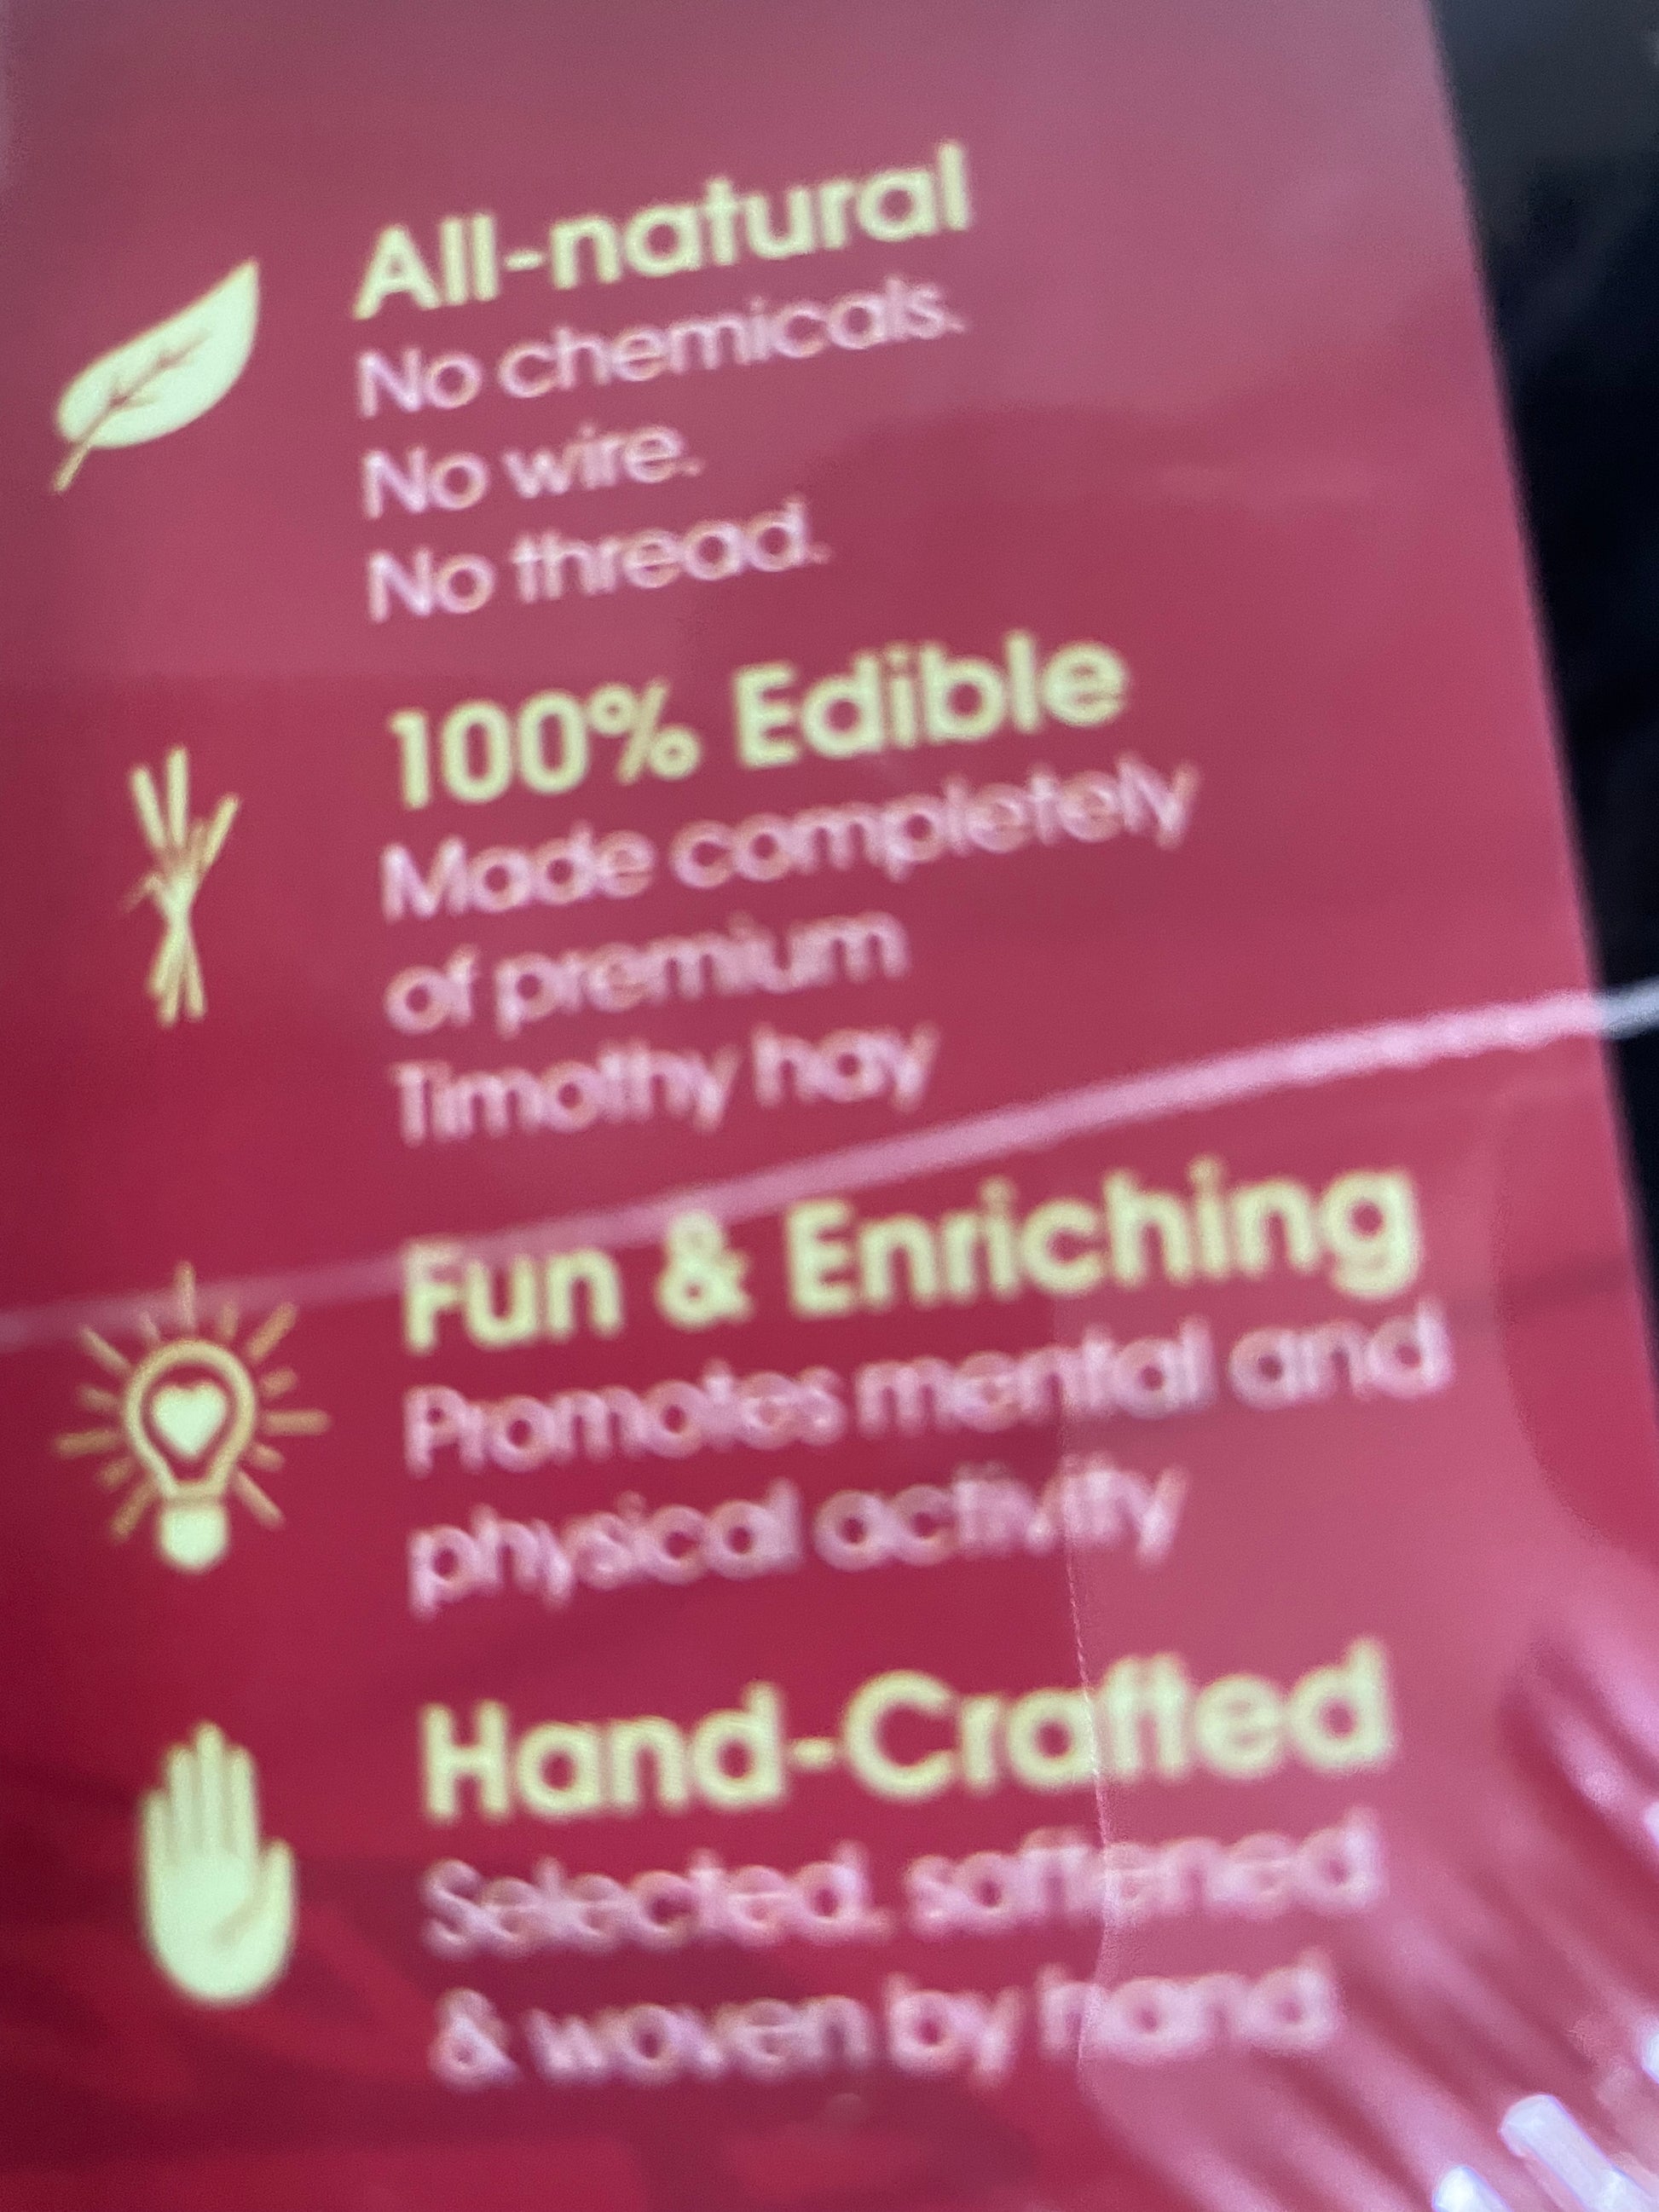 All-natural
No chemicals.
No wire.
No thread.
100% Edible
Made completely
of premium
Timothy hay
Fun & Enriching
Promotes mental and
physical activity
Hand-Crafted
Selected, softened
& woven by hand